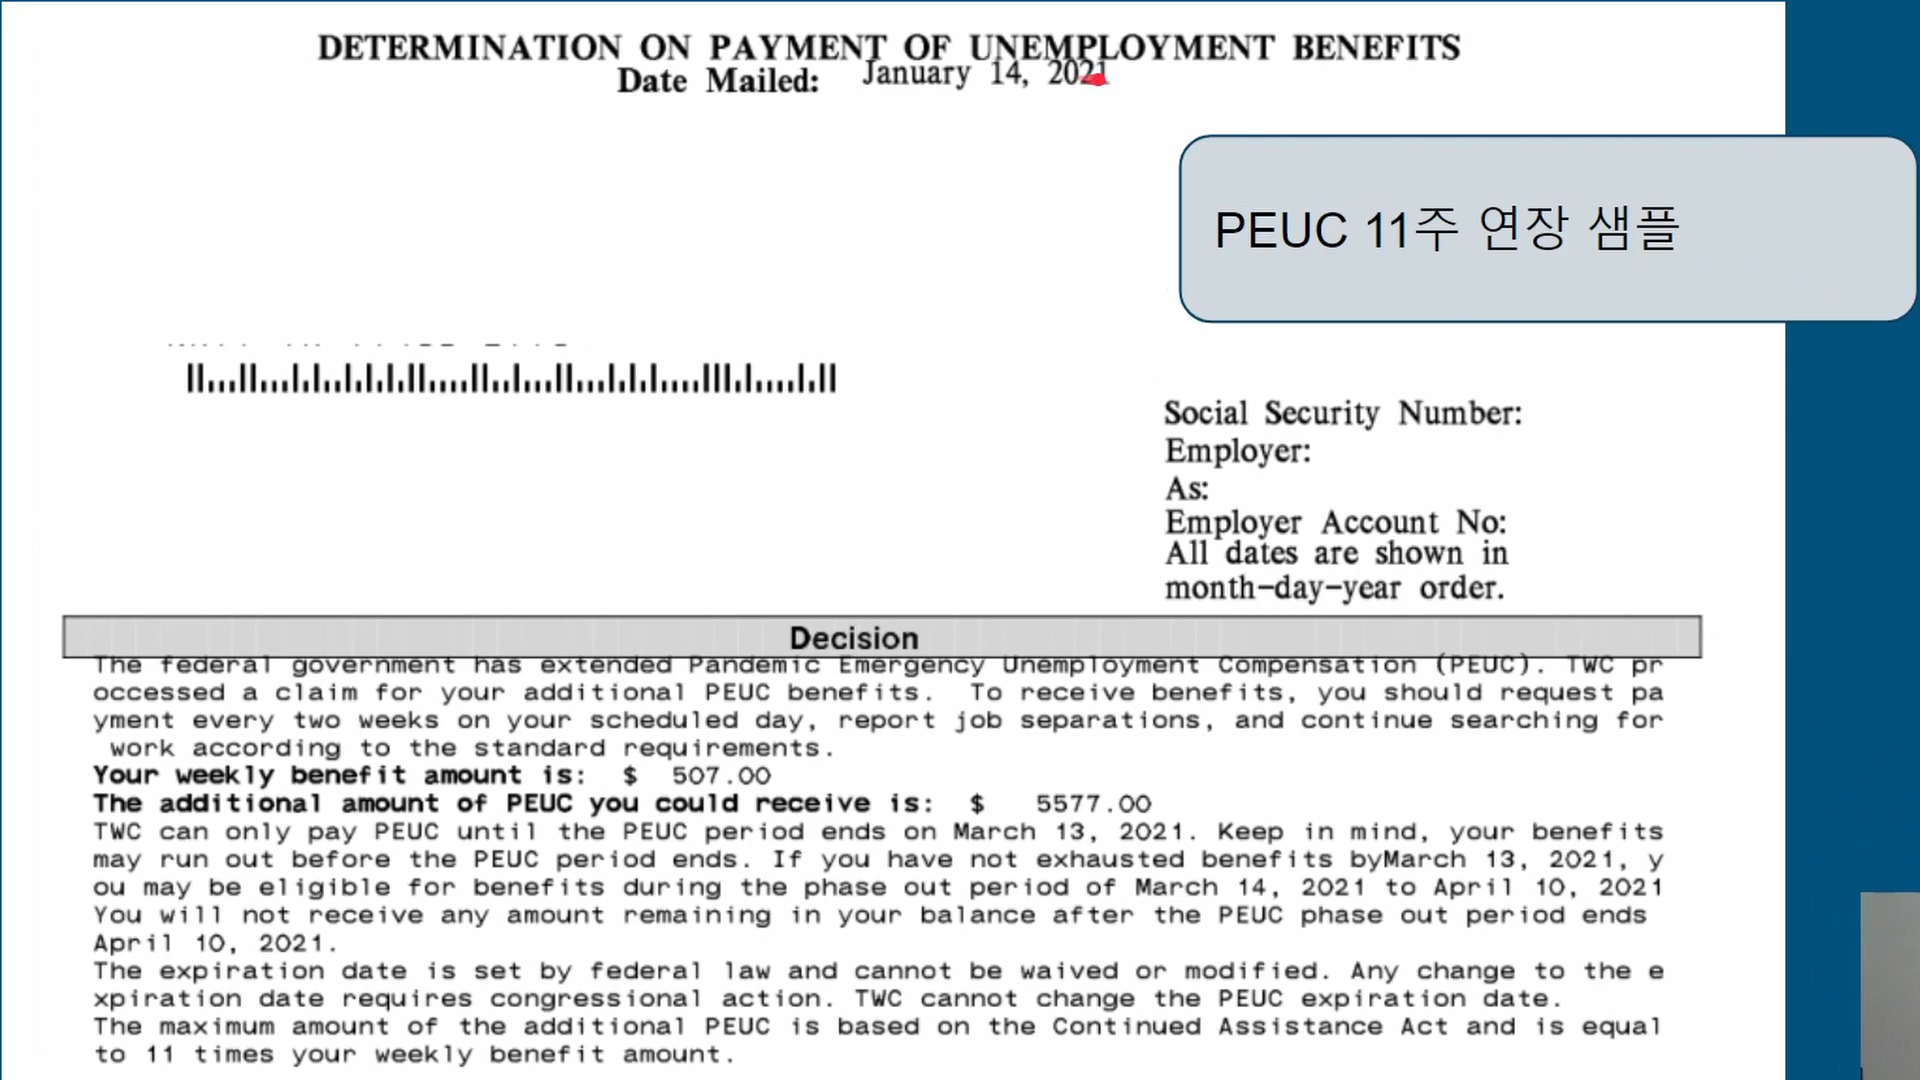 DETERMINATION ON PAYMENT OF UNEMPLOYMENT BENEFITS
Date Mailed: January 14, 2021
PEUC 11주 연장 샘플
Social Security Number:
Employer:
As:
Employer Account No:
All dates are shown in
month-day-year order.
Decision
The federal government has extended Pandemic Emergency Unemployment Compensation (PEUC). TWC pr
occessed a claim for your additional PEUC benefits. To receive benefits, you should request pa
yment every two weeks on your scheduled day, report job separations, and continue searching for
work according to the standard requirements.
Your weekly benefit amount is: $ 507.00
The additional amount of PEUC you could receive is: $ 5577.00
TWC can only pay PEUC until the PEUC period ends on March 13, 2021. Keep in mind, your benefits
may run out before the PEUC period ends. If you have not exhausted benefits byMarch 13, 2021, y
ou may be eligible for benefits during the phase out period of March 14, 2021 to April 10, 2021
You will not receive any amount remaining in your balance after the PEUC phase out period ends
April 10, 2021.
The expiration date is set by federal law and cannot be waived or modified. Any change to the e
xpiration date requires congressional action. TWC cannot change the PEUC expiration date.
The maximum amount of the additional PEUC is based on the Continued Assistance Act and is equal
to 11 times your weekly benefit amount.